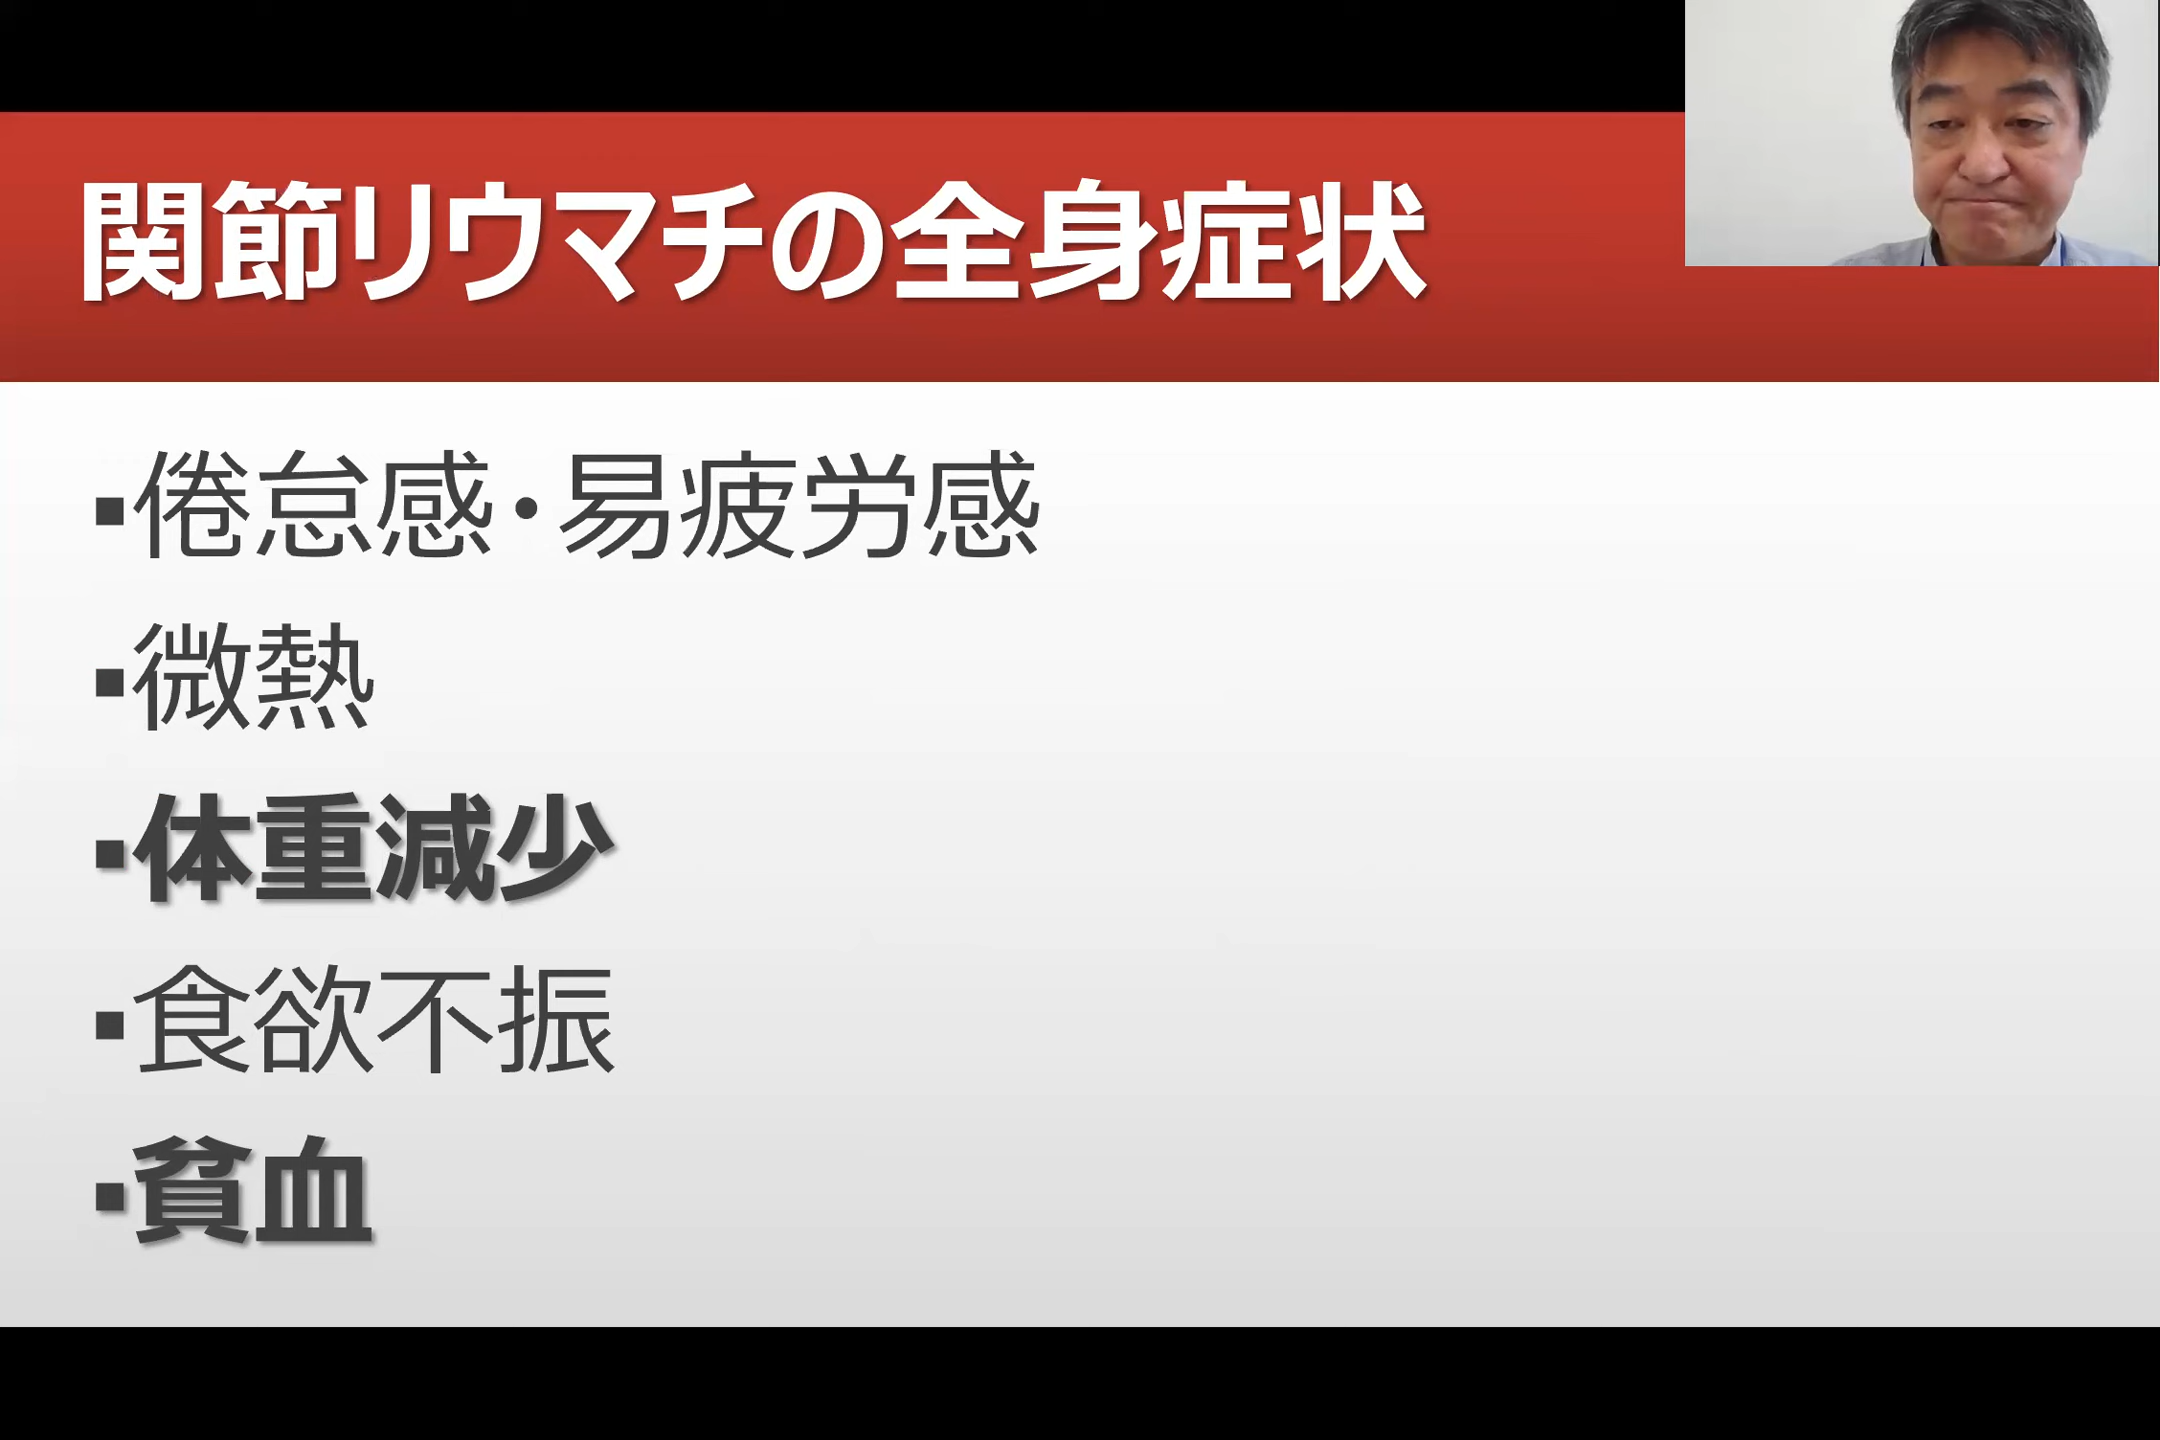 関節リウマチの全身症状
▪倦怠感・易疲労感
▪微熱
▪体重減少
▪食欲不振
▪貧血